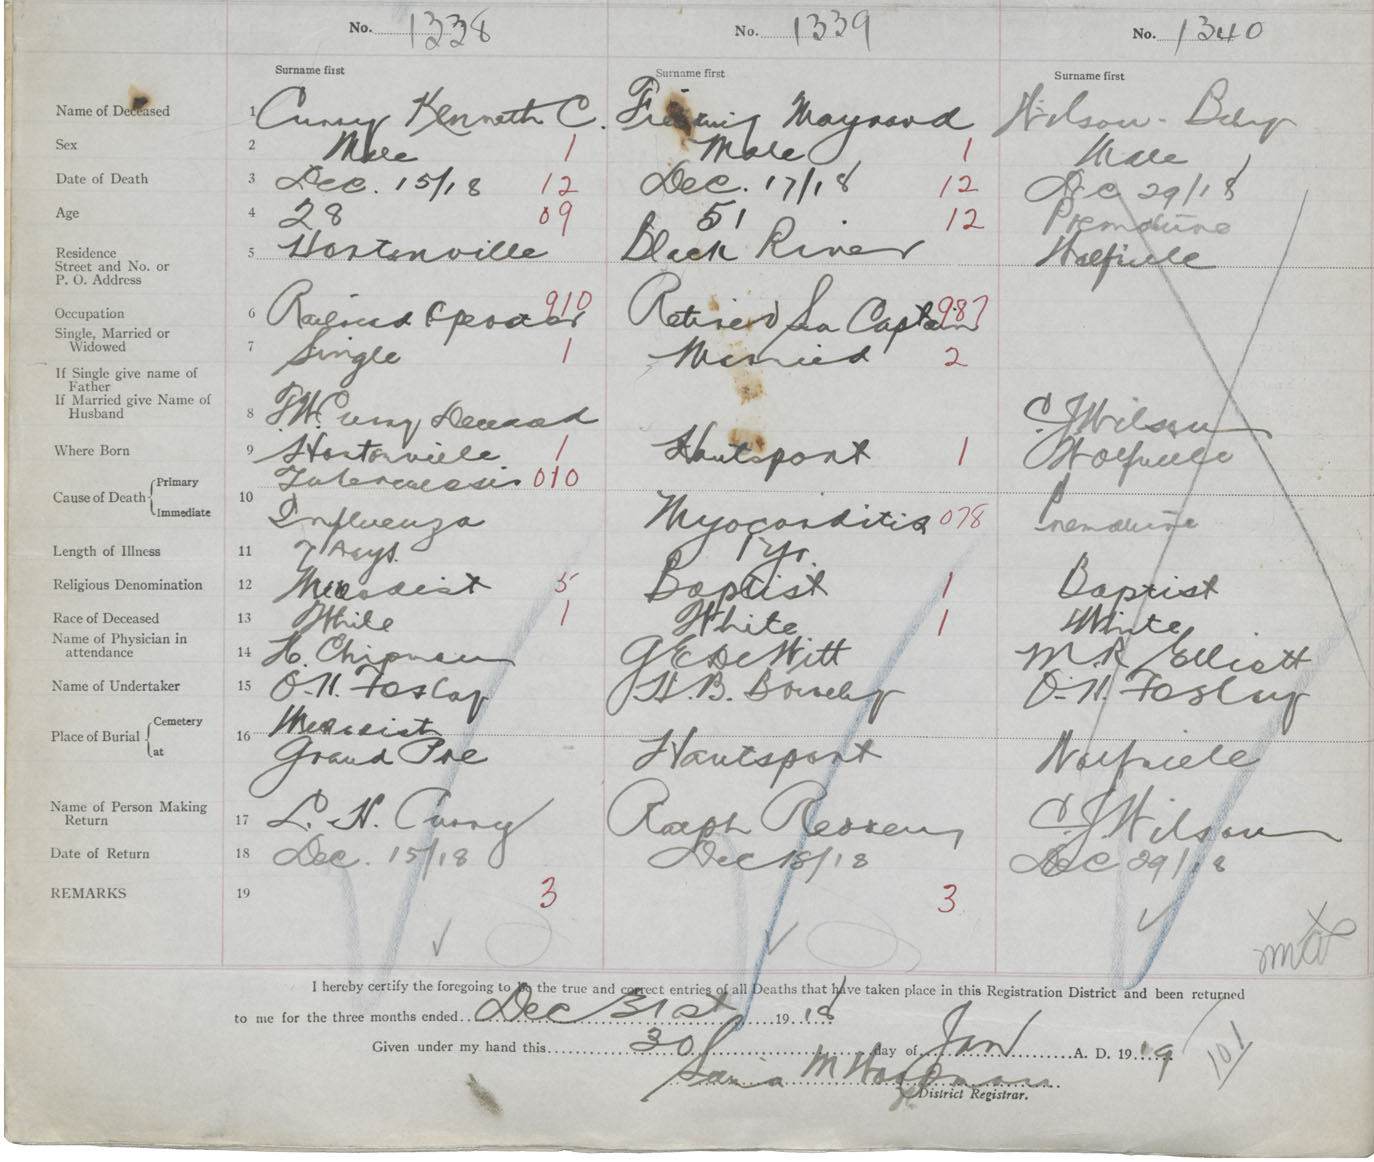 No. 1338 No. 1339 No. 1340
Surname first Surname first Surname first
Name of Deceased 1 Curry Kenneth C. Maynard Wilson - Baby
Sex 2 Male 1 Male 1 Male
Date of Death 3 Dec. 15/18 12 Dec. 17/18 12 Dec 29/18
Age 4 28 09 51 12 Premature
Residence
Street and No. or
P. O. Address 5 Hortonville Black River Wolfville
Occupation 6 Railroad Operator 910 Retired Sea Captain 987
Single, Married or
Widowed 7 Single 1 Married 2
If Single give name of
Father
If Married give Name of
Husband 8 F.W. Curry Deceased C J Wilson
Where Born 9 Hortonville 1 Hantsport 1 Wolfville
Cause of Death Primary Tuberculosis 010
Immediate 10 Influenza Myocarditis 078 Premature
Length of Illness 11 7 days. 1 yr.
Religious Denomination 12 Methodist 5 Baptist 1 Baptist
Race of Deceased 13 White 1 White 1 White
Name of Physician in
attendance 14 H. Chipman G E DeWitt M R Elliott
Name of Undertaker 15 O. H. Foslay W. B. O. H. Foslay
Place of Burial Cemetery 16 Methodist
at Grand Pre Hantsport Wolfville
Name of Person Making
Return 17 L. H. Curry Ralph C. J Wilson
Date of Return 18 Dec. 15/18 Dec 18/18 Dec 29/18
REMARKS 19 3 3
I hereby certify the foregoing to be the true and correct entries of all Deaths that have taken place in this Registration District and been returned
to me for the three months ended Dec 31st 1918
Given under my hand this 30 day of Jan A. D. 1919
M
District Registrar.
101